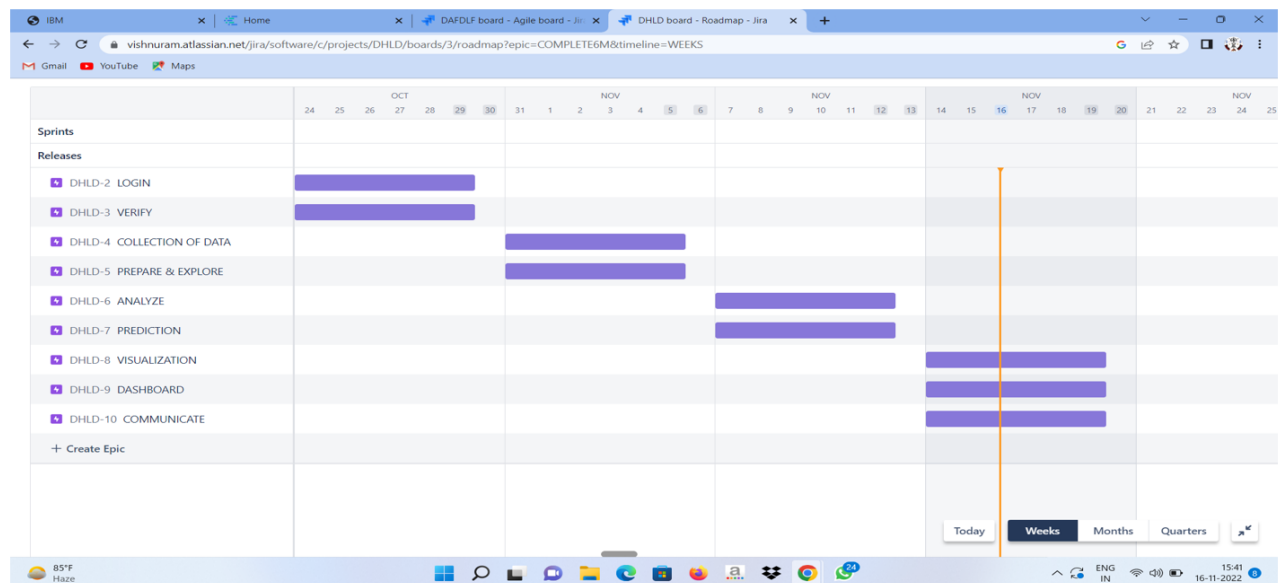 IBM Home DAFDLF board - Agile board - Jir DHLD board - Roadmap - Jira
vishnuram.atlassian.net/jira/software/c/projects/DHLD/boards/3/roadmap?epic=COMPLETE6M&timeline=WEEKS
Gmail YouTube Maps
OCT NOV NOV NOV NOV
24 25 26 27 28 29 30 31 1 2 3 4 5 6 7 8 9 10 11 12 13 14 15 16 17 18 19 20 21 22 23 24 25
Sprints
Releases
DHLD-2 LOGIN
DHLD-3 VERIFY
DHLD-4 COLLECTION OF DATA
DHLD-5 PREPARE & EXPLORE
DHLD-6 ANALYZE
DHLD-7 PREDICTION
DHLD-8 VISUALIZATION
DHLD-9 DASHBOARD
DHLD-10 COMMUNICATE
+ Create Epic
Today Weeks Months Quarters
85°F ENG 15:41
Haze 24 IN 16-11-2022 8